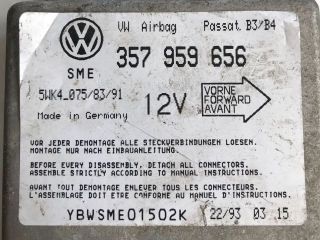 VW Airbag Passat B3/B4
357 959 656
SME
5WK4_075/83/91
12V
VORNE
FORWARD
AVANT
Made in Germany
VOR JEDER DEMONTAGE ALLE STECKVERBINDUNGEN LOESEN.
MONTAGE NUR NACH EINBAUANLEITUNG.
BEFORE EVERY DISASSEMBLY, DETACH ALL CONNECTORS.
ASSEMBLE STRICTLY ACCORDING TO MANUAL INSTRUCTIONS.
AVANT TOUT DEMONTAGE ENLEVER TOUS LES CONNECTEURS.
L'ASSEMBLAGE DOIT ETRE CONFORME AU MANUEL D'INSTRUCTIONS.
YBWSME01502K 22/93 03 15